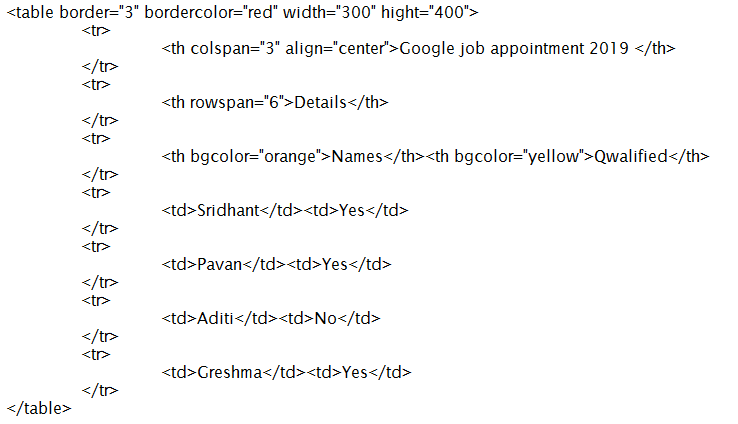 <table border="3" bordercolor="red" width="300" hight="400">
<tr>
<th colspan="3" align="center">Google job appointment 2019 </th>
</tr>
<tr>
<th rowspan="6">Details</th>
</tr>
<tr>
<th bgcolor="orange">Names</th><th bgcolor="yellow">Qwalified</th>
</tr>
<tr>
<td>Sridhant</td><td>Yes</td>
</tr>
<tr>
<td>Pavan</td><td>Yes</td>
</tr>
<tr>
<td>Aditi</td><td>No</td>
</tr>
<tr>
<td>Greshma</td><td>Yes</td>
</tr>
</table>